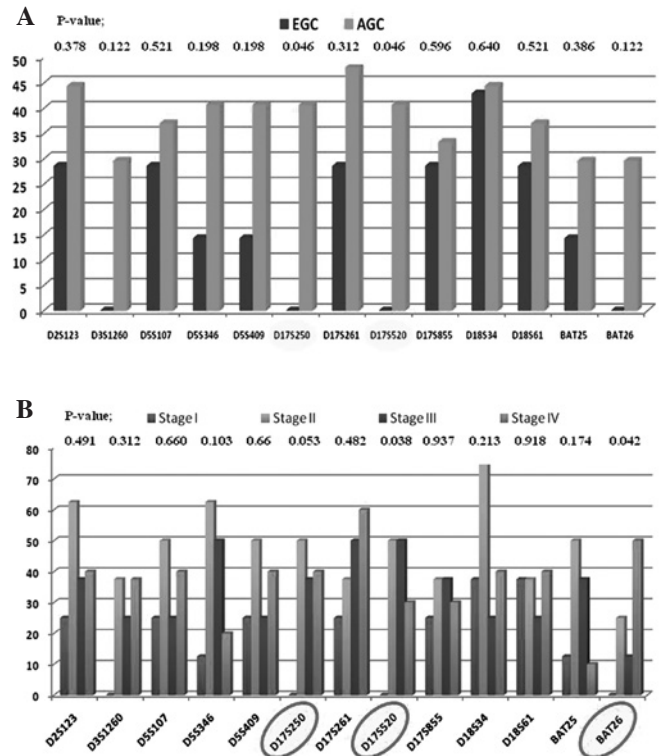 A
P-value;
EGC AGC
0.378 0.122 0.521 0.198 0.198 0.046 0.312 0.046 0.596 0.640 0.521 0.386 0.122
50
45
40
35
30
25
20
15
10
5
0
D2S123 D3S1260 D5S107 D5S346 D5S409 D17S250 D17S261 D17S520 D17S855 D18S34 D18S61 BAT25 BAT26
B
P-value; Stage I Stage II Stage III Stage IV
0.491 0.312 0.660 0.103 0.66 0.053 0.482 0.038 0.937 0.213 0.918 0.174 0.042
80
70
60
50
40
30
20
10
0
D2S123 D3S1260 D5S107 D5S346 D5S409 D17S250 D17S261 D17S520 D17S855 D18S34 D18S61 BAT25 BAT26